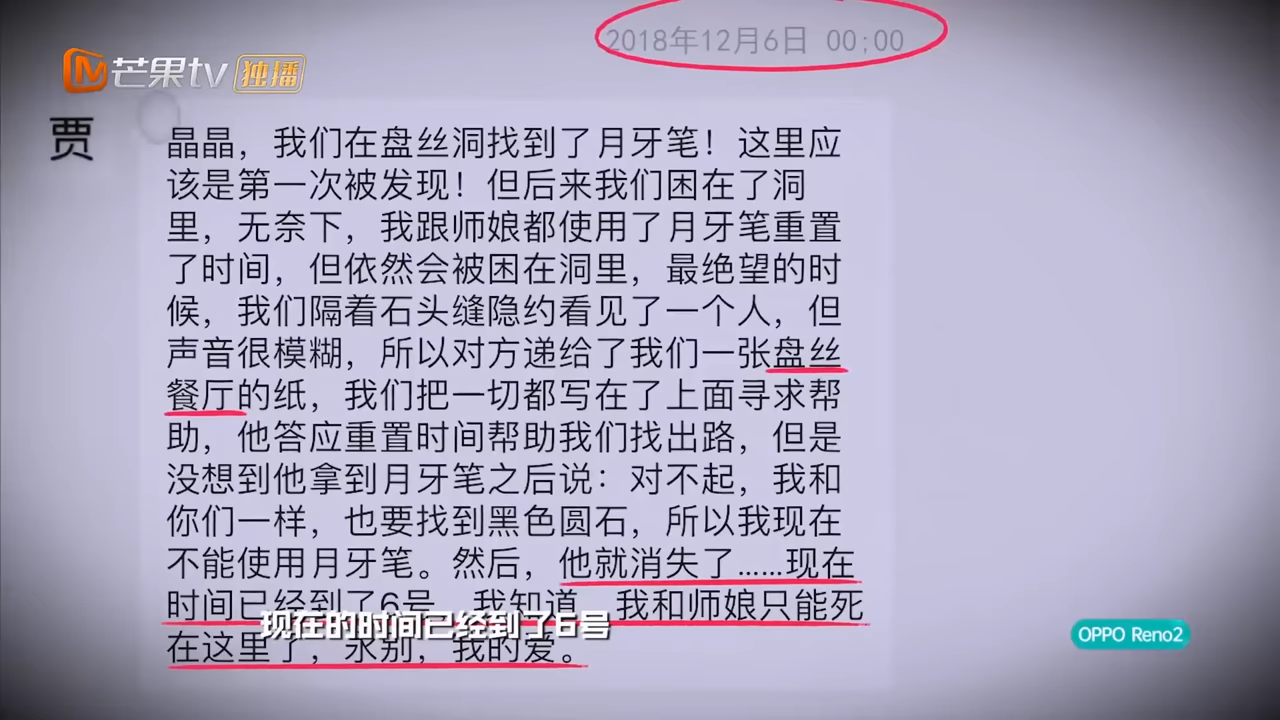 2018年12月6日 00;00
芒果tv 独播
贾
晶晶，我们在盘丝洞找到了月牙笔！这里应
该是第一次被发现！但后来我们困在了洞
里，无奈下，我跟师娘都使用了月牙笔重置
了时间，但依然会被困在洞里，最绝望的时
候，我们隔着石头缝隐约看见了一个人，但
声音很模糊，所以对方递给了我们一张盘丝
餐厅的纸，我们把一切都写在了上面寻求帮
助，他答应重置时间帮助我们找出路，但是
没想到他拿到月牙笔之后说：对不起，我和
你们一样，也要找到黑色圆石，所以我现在
不能使用月牙笔。然后，他就消失了……现在
时间已经到了6号，我知道，我和师娘只能死
现在的时间已经到了6号
在这里了，永别，我的爱。
OPPO Reno2